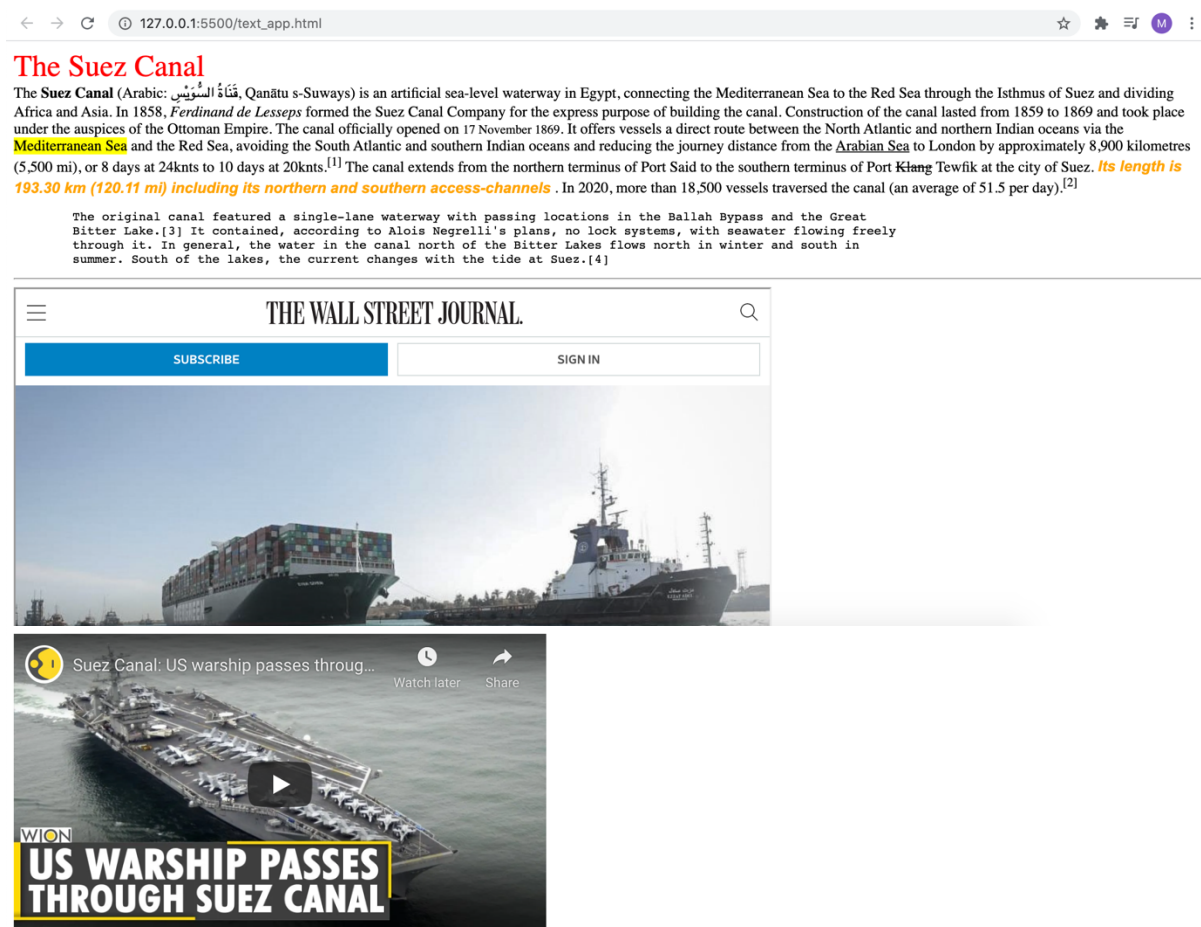 127.0.0.1:5500/text_app.html
M
The Suez Canal
The Suez Canal (Arabic: قَنَاةُ السُّوَيْسِ, Qanātu s-Suways) is an artificial sea-level waterway in Egypt, connecting the Mediterranean Sea to the Red Sea through the Isthmus of Suez and dividing
Africa and Asia. In 1858, Ferdinand de Lesseps formed the Suez Canal Company for the express purpose of building the canal. Construction of the canal lasted from 1859 to 1869 and took place
under the auspices of the Ottoman Empire. The canal officially opened on 17 November 1869. It offers vessels a direct route between the North Atlantic and northern Indian oceans via the
Mediterranean Sea and the Red Sea, avoiding the South Atlantic and southern Indian oceans and reducing the journey distance from the Arabian Sea to London by approximately 8,900 kilometres
(5,500 mi), or 8 days at 24knts to 10 days at 20knts.[1] The canal extends from the northern terminus of Port Said to the southern terminus of Port Klang Tewfik at the city of Suez. Its length is
193.30 km (120.11 mi) including its northern and southern access-channels . In 2020, more than 18,500 vessels traversed the canal (an average of 51.5 per day).[2]
The original canal featured a single-lane waterway with passing locations in the Ballah Bypass and the Great
Bitter Lake.[3] It contained, according to Alois Negrelli's plans, no lock systems, with seawater flowing freely
through it. In general, the water in the canal north of the Bitter Lakes flows north in winter and south in
summer. South of the lakes, the current changes with the tide at Suez.[4]
THE WALL STREET JOURNAL.
SUBSCRIBE
SIGN IN
Suez Canal: US warship passes throug...
Watch later
Share
WION
US WARSHIP PASSES
THROUGH SUEZ CANAL